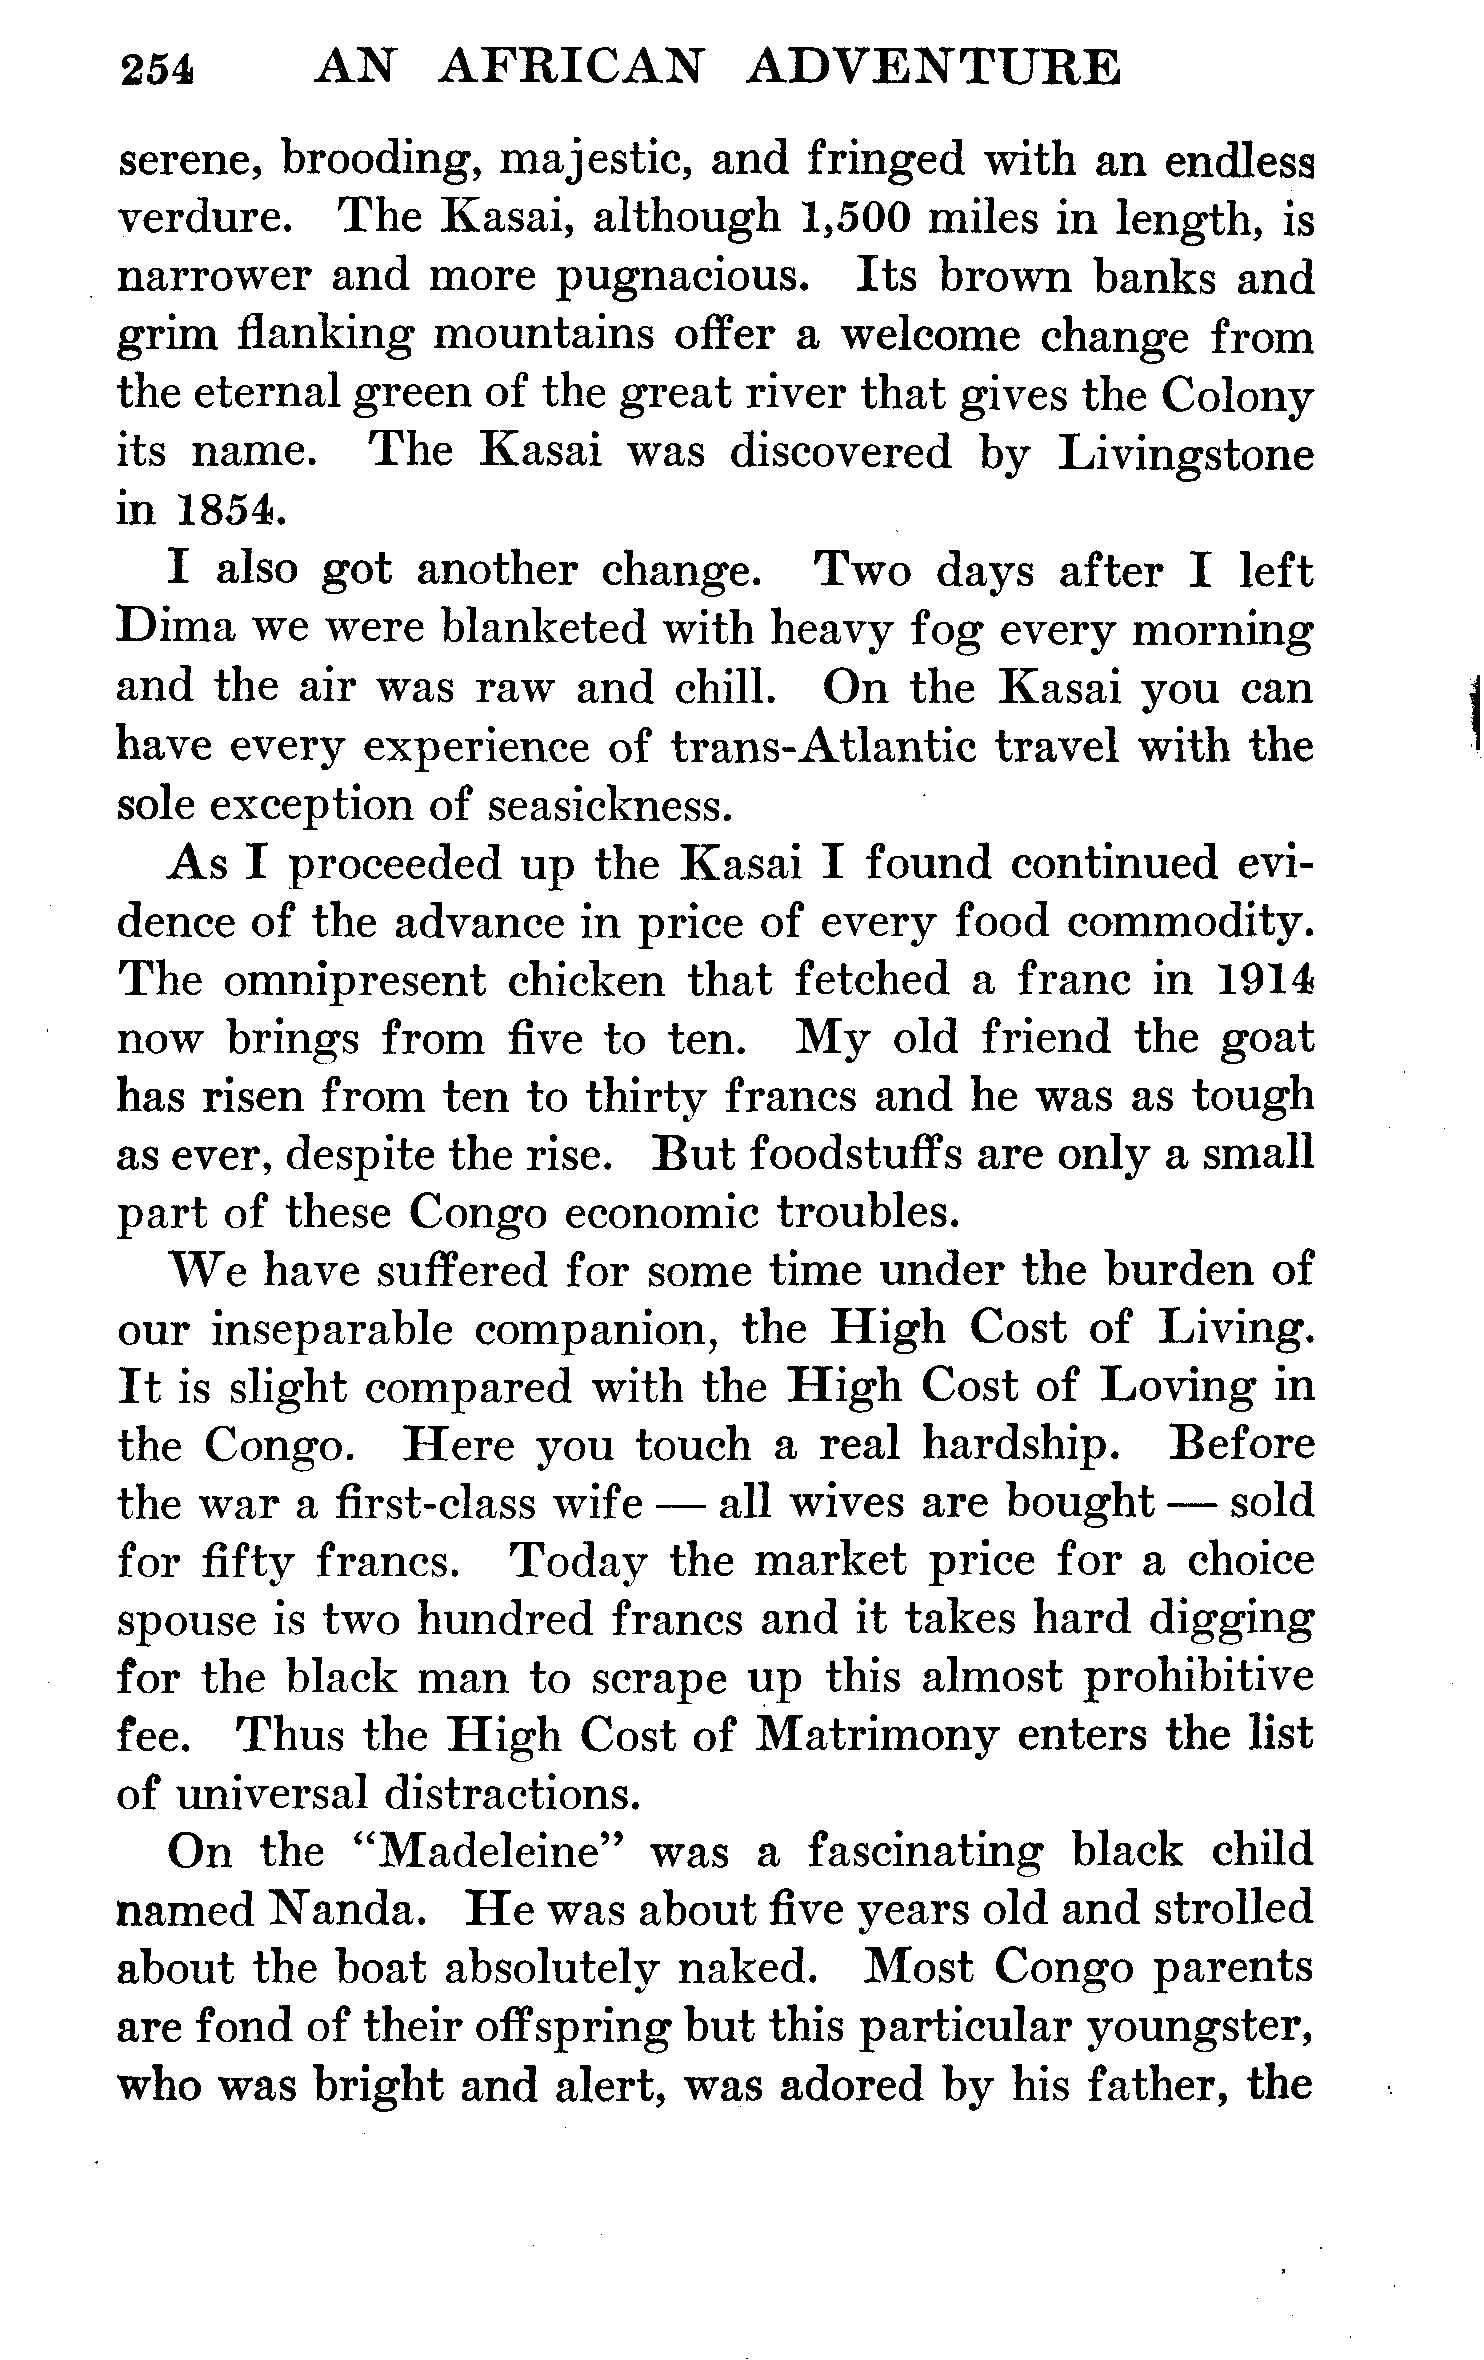 254 AN AFRICAN ADVENTURE
serene, brooding, majestic, and fringed with an endless
verdure. The Kasai, although 1,500 miles in length, is
narrower and more pugnacious. Its brown banks and
grim flanking mountains offer a welcome change from
the eternal green of the great river that gives the Colony
its name. The Kasai was discovered by Livingstone
in 1854.
I also got another change. Two days after I left
Dima we were blanketed with heavy fog every morning
and the air was raw and chill. On the Kasai you can
have every experience of trans-Atlantic travel with the
sole exception of seasickness.
As I proceeded up the Kasai I found continued evi-
dence of the advance in price of every food commodity.
The omnipresent chicken that fetched a franc in 1914
now brings from five to ten. My old friend the goat
has risen from ten to thirty francs and he was as tough
as ever, despite the rise. But foodstuffs are only a small
part of these Congo economic troubles.
We have suffered for some time under the burden of
our inseparable companion, the High Cost of Living.
It is slight compared with the High Cost of Loving in
the Congo. Here you touch a real hardship. Before
the war a first-class wife — all wives are bought — sold
for fifty francs. Today the market price for a choice
spouse is two hundred francs and it takes hard digging
for the black man to scrape up this almost prohibitive
fee. Thus the High Cost of Matrimony enters the list
of universal distractions.
On the “Madeleine” was a fascinating black child
named Nanda. He was about five years old and strolled
about the boat absolutely naked. Most Congo parents
are fond of their offspring but this particular youngster,
who was bright and alert, was adored by his father, the